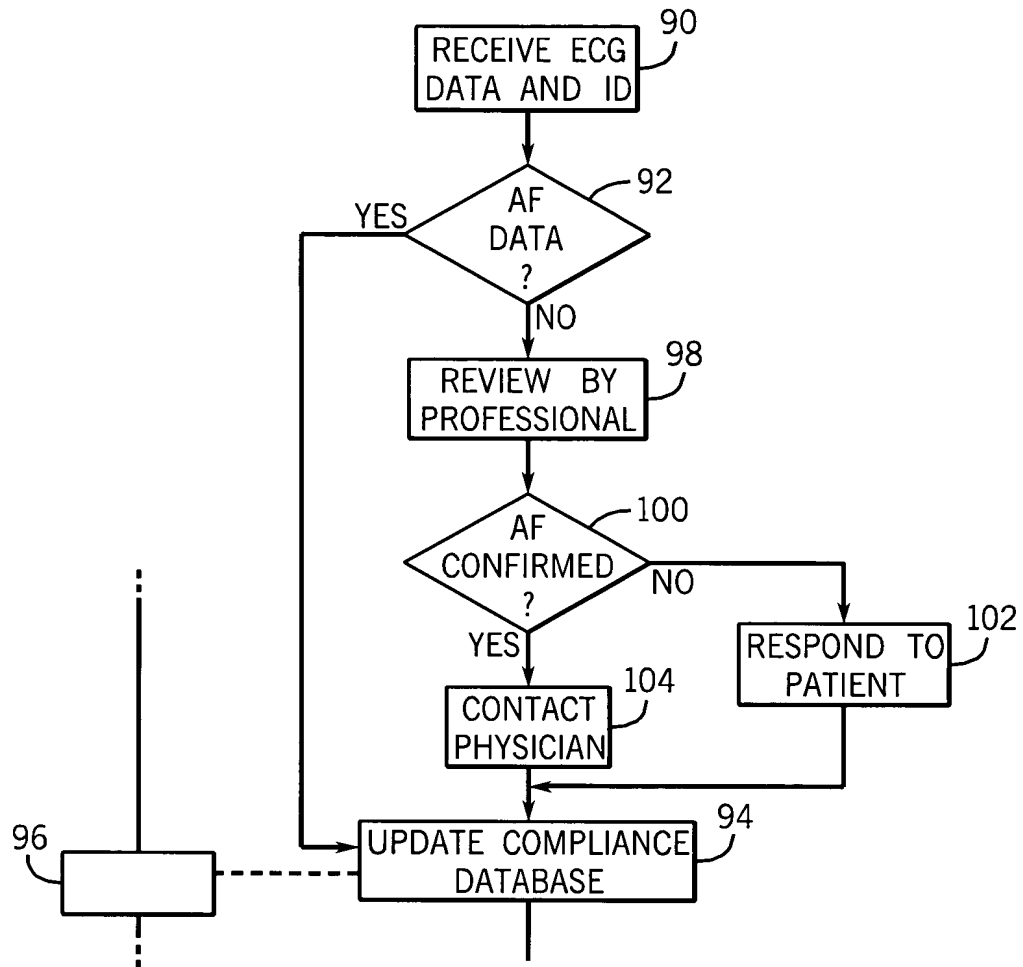 RECEIVE ECG
DATA AND ID
90
AF
DATA
?
92
YES
NO
REVIEW BY
PROFESSIONAL
98
AF
CONFIRMED
?
100
NO
YES
RESPOND TO
PATIENT
102
CONTACT
PHYSICIAN
104
UPDATE COMPLIANCE
DATABASE
94
96